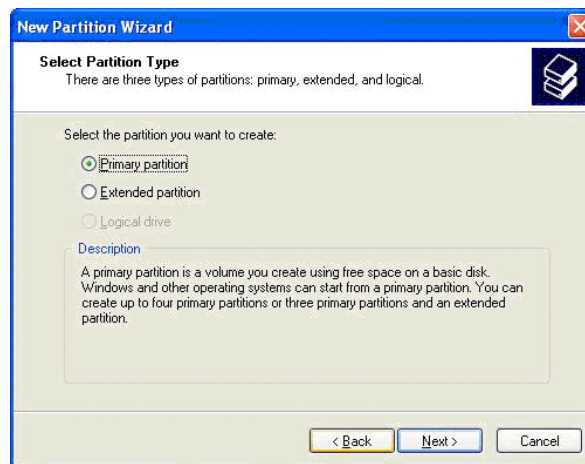 New Partition Wizard
Select Partition Type
There are three types of partitions: primary, extended, and logical.
Select the partition you want to create:
Primary partition
Extended partition
Logical drive
Description
A primary partition is a volume you create using free space on a basic disk.
Windows and other operating systems can start from a primary partition. You can
create up to four primary partitions or three primary partitions and an extended
partition.
< Back
Next >
Cancel